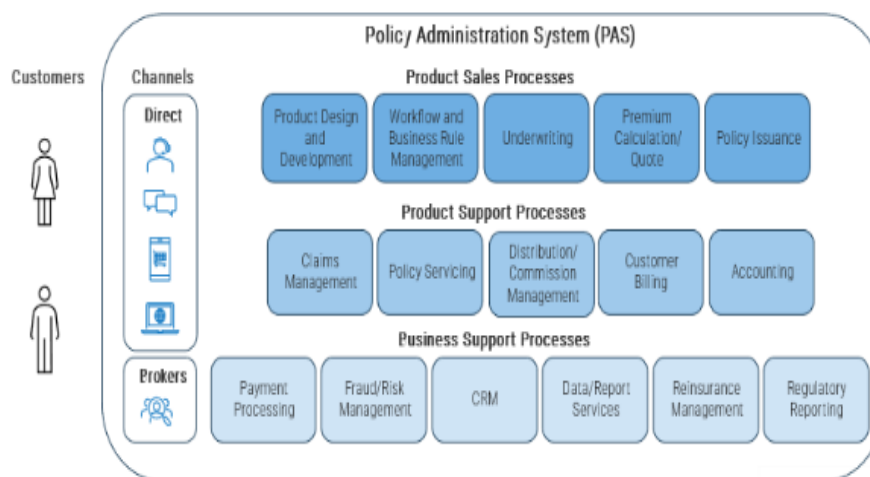 Policy Administration System (PAS)
Customers
Channels
Product Sales Processes
Direct
Product Design
and
Development
Workflow and
Business Rule
Management
Underwriting
Premium
Calculation/
Quote
Policy Issuance
Product Support Processes
Claims
Management
Policy Servicing
Distribution/
Commission
Management
Customer
Billing
Accounting
Business Support Processes
Brokers
Payment
Processing
Fraud/Risk
Management
CRM
Data/Report
Services
Reinsurance
Management
Regulatory
Reporting